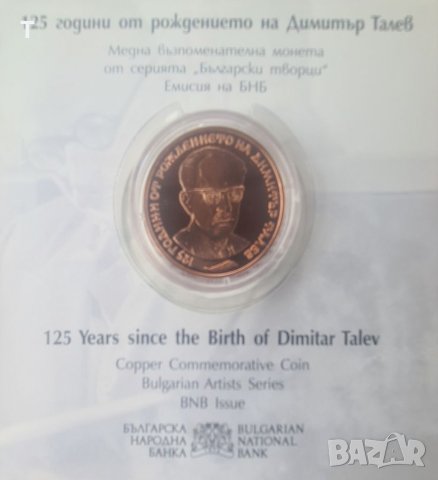 125 години от рождението на Димитър Талев
Медна възпоменателна монета
от серията „Български творци“
Емисия на БНБ
125 ГОДИНИ ОТ РОЖДЕНИЕТО НА ДИМИТЪР ТАЛЕВ
125 Years since the Birth of Dimitar Talev
Copper Commemorative Coin
Bulgarian Artists Series
BNB Issue
БЪЛГАРСКА
НАРОДНА
БАНКА
BULGARIAN
NATIONAL
BANK
BAZAR